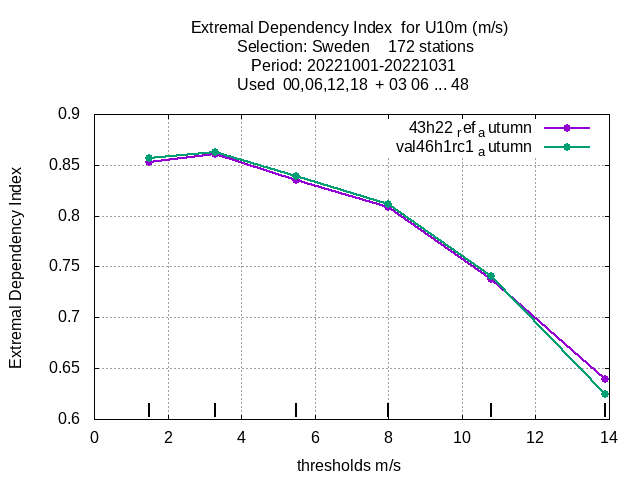 Extremal Dependency Index  for U10m (m/s)
Selection: Sweden    172 stations
Period: 20221001-20221031
Used  00,06,12,18  + 03 06 ... 48
43h22 ref a utumn
val46h1rc1 a utumn
0.9
0.85
0.8
0.75
0.7
0.65
0.6
Extremal Dependency Index
0 2 4 6 8 10 12 14
thresholds m/s